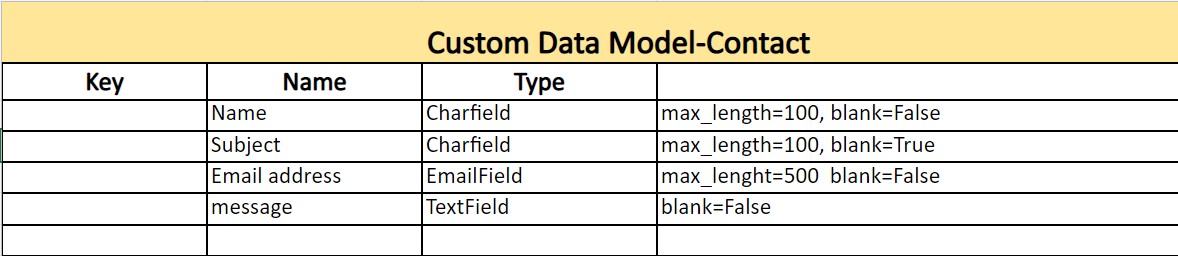 Custom Data Model-Contact
Key Name Type
Name Charfield max_length=100, blank=False
Subject Charfield max_length=100, blank=True
Email address EmailField max_lenght=500 blank=False
message TextField blank=False